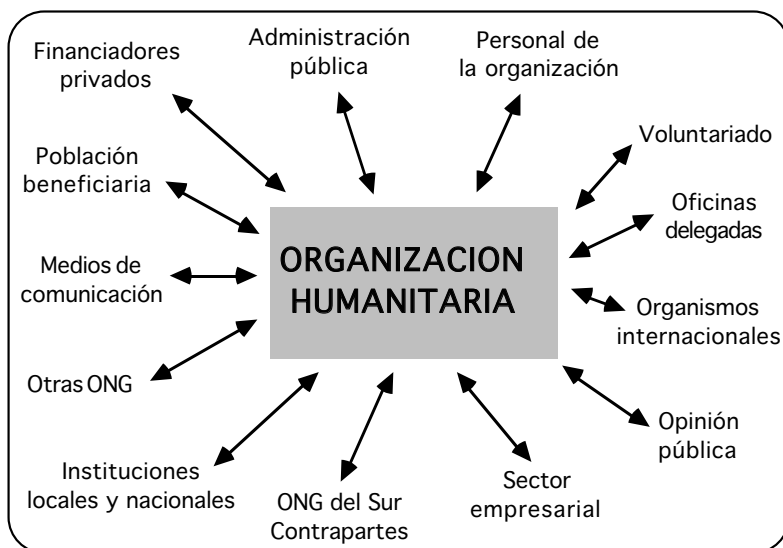 Financiadores
privados
Administración
pública
Personal de
la organización
Voluntariado
Población
beneficiaria
Oficinas
delegadas
ORGANIZACION
HUMANITARIA
Medios de
comunicación
Organismos
internacionales
Otras ONG
Opinión
pública
Instituciones
locales y nacionales
ONG del Sur
Contrapartes
Sector
empresarial